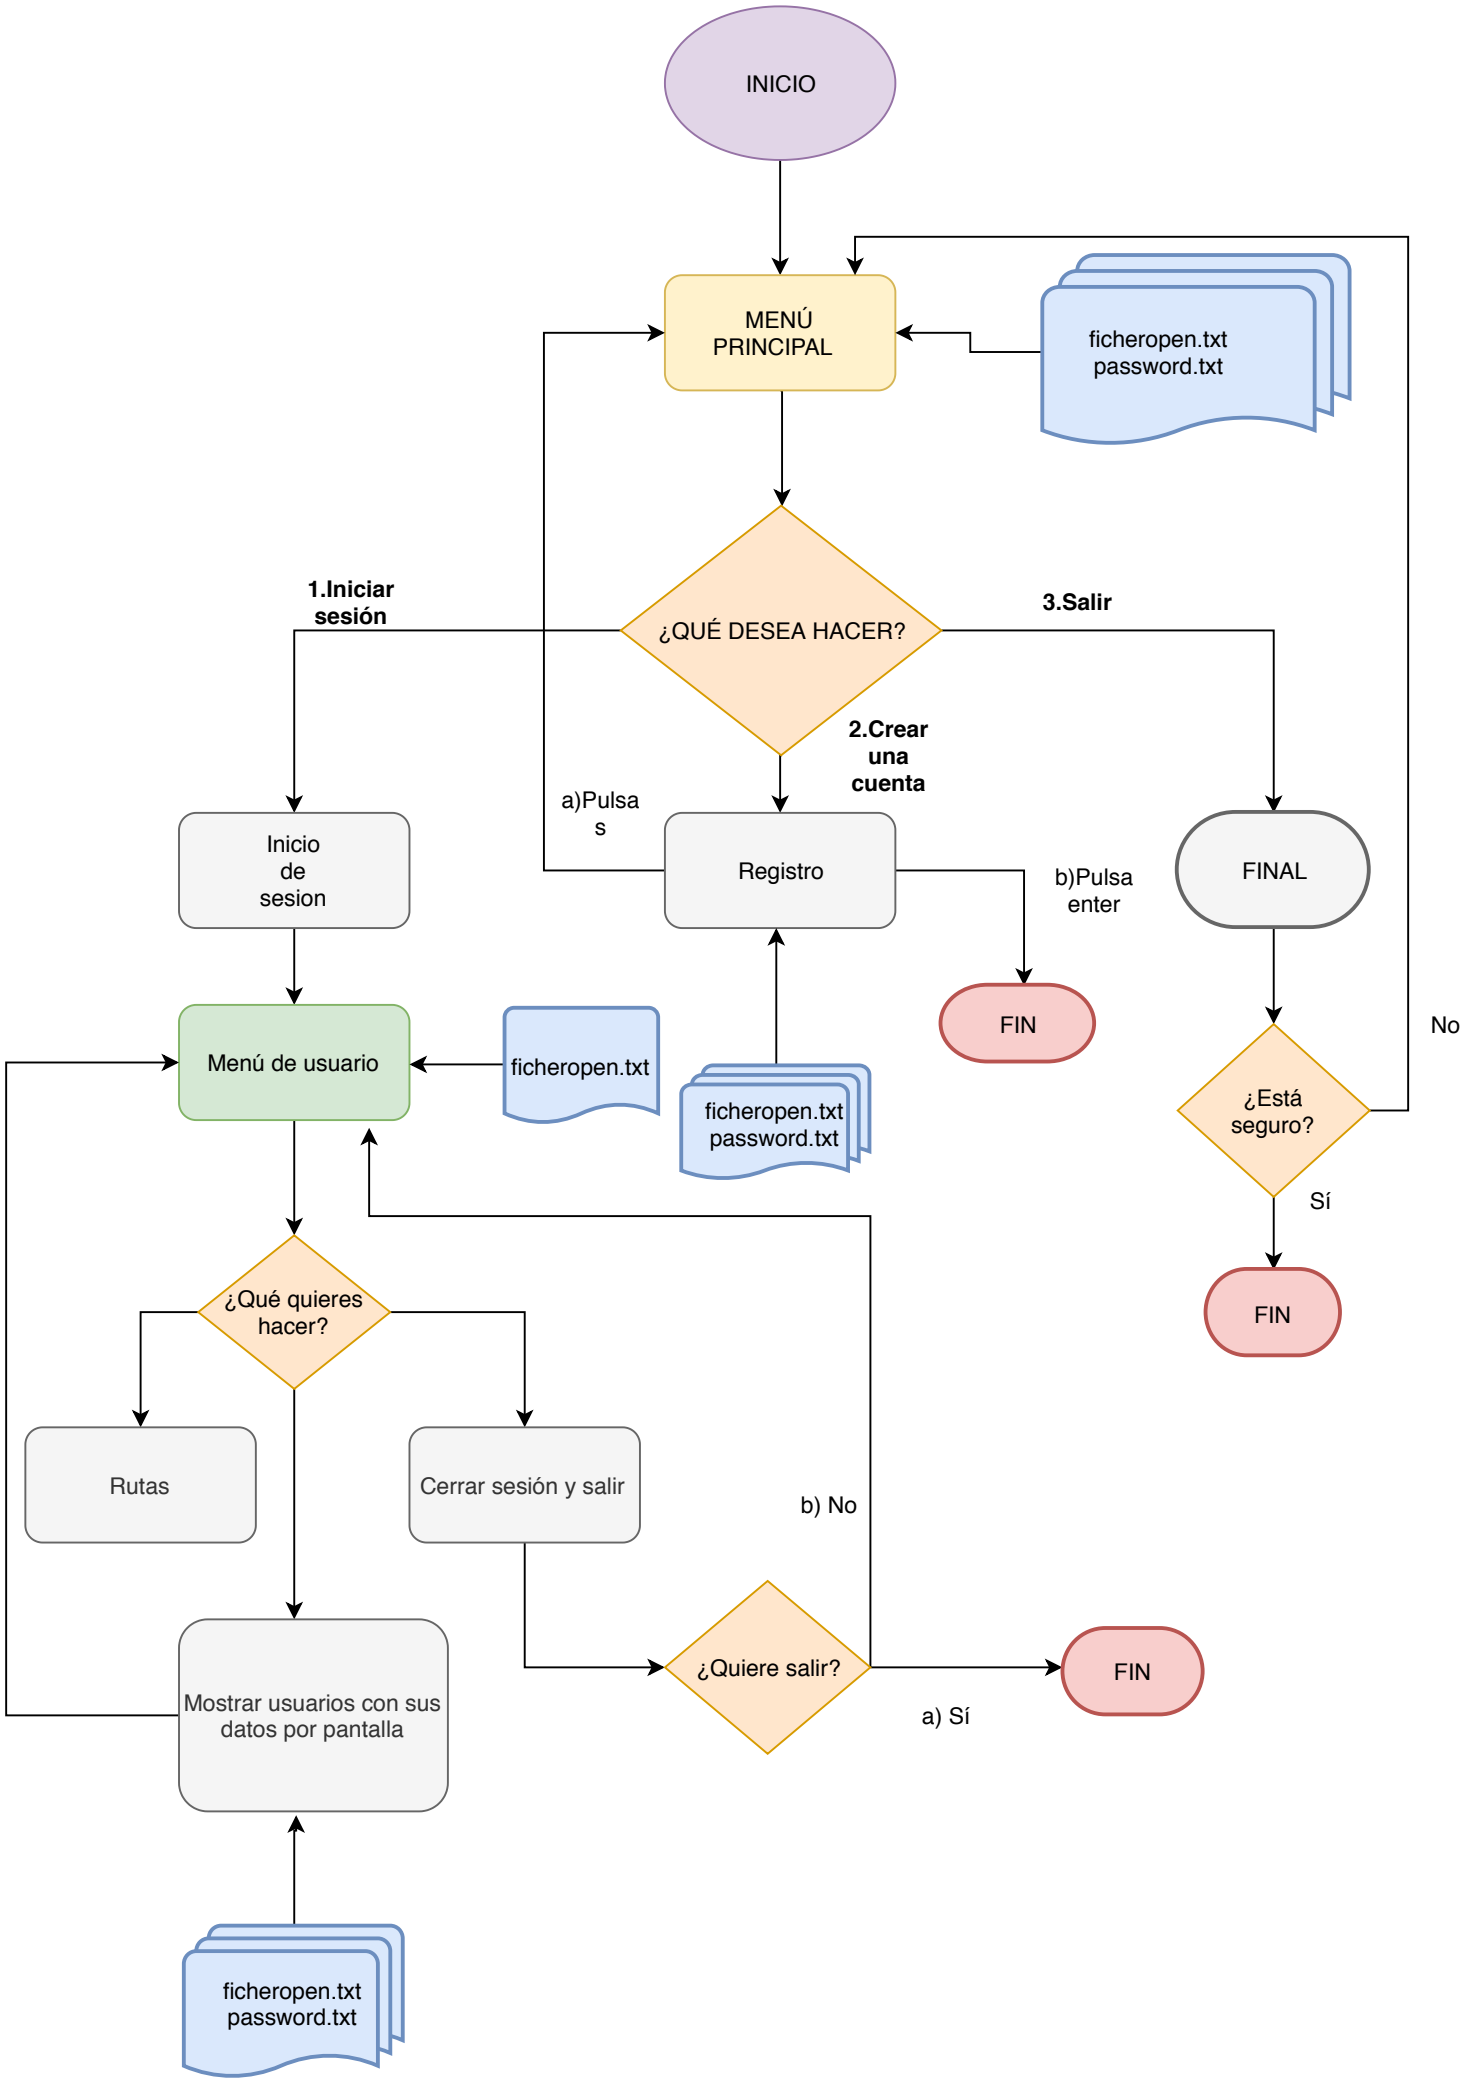 INICIO
MENÚ
PRINCIPAL
ficheropen.txt
password.txt
1.Iniciar
sesión
¿QUÉ DESEA HACER?
3.Salir
2.Crear
una
cuenta
a)Pulsa
s
Inicio
de
sesion
Registro
b)Pulsa
enter
FINAL
FIN
No
Menú de usuario
ficheropen.txt
ficheropen.txt
password.txt
¿Está
seguro?
Sí
FIN
¿Qué quieres
hacer?
Rutas
Cerrar sesión y salir
b) No
¿Quiere salir?
FIN
a) Sí
Mostrar usuarios con sus
datos por pantalla
ficheropen.txt
password.txt